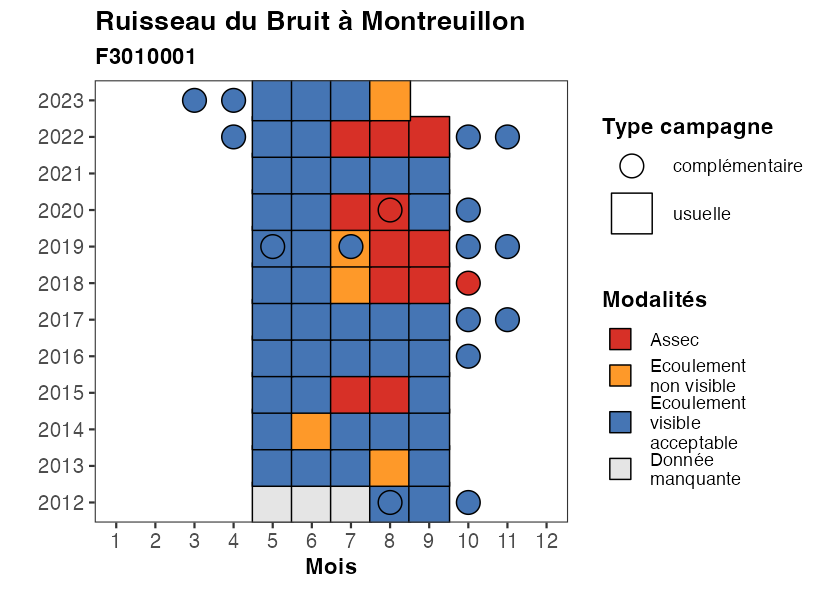 Ruisseau du Bruit à Montreuillon
F3010001
2023
2022
2021
2020
2019
2018
2017
2016
2015
2014
2013
2012
1 2 3 4 5 6 7 8 9 10 11 12
Mois
Type campagne
complémentaire
usuelle
Modalités
Assec
Ecoulement
non visible
Ecoulement
visible
acceptable
Donnée
manquante